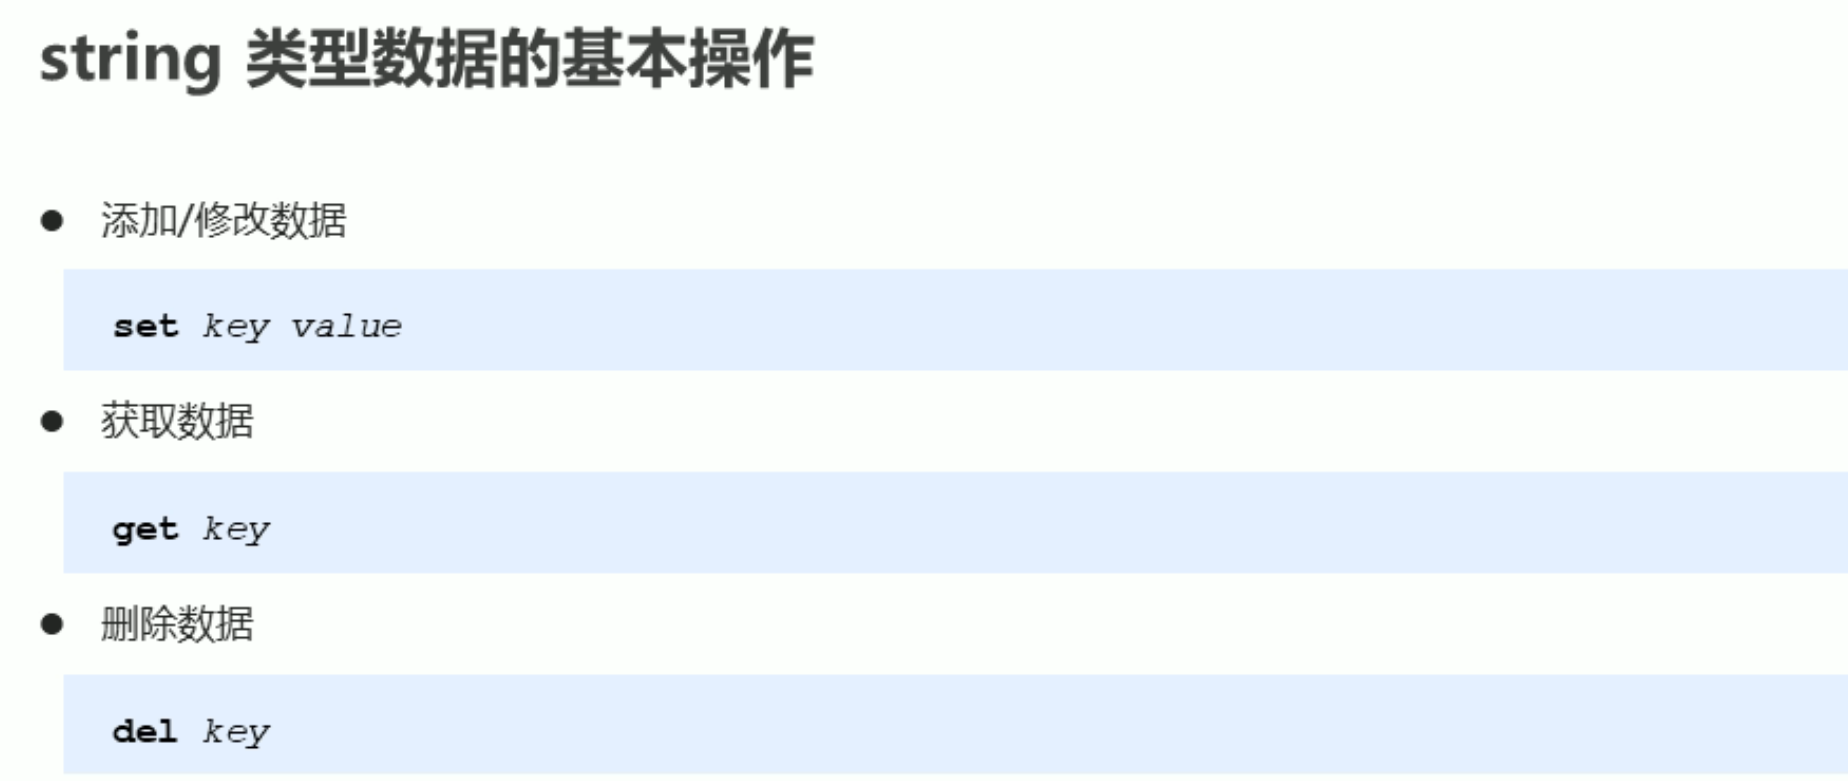 string 类型数据的基本操作
● 添加/修改数据
set key value
● 获取数据
get key
● 删除数据
del key